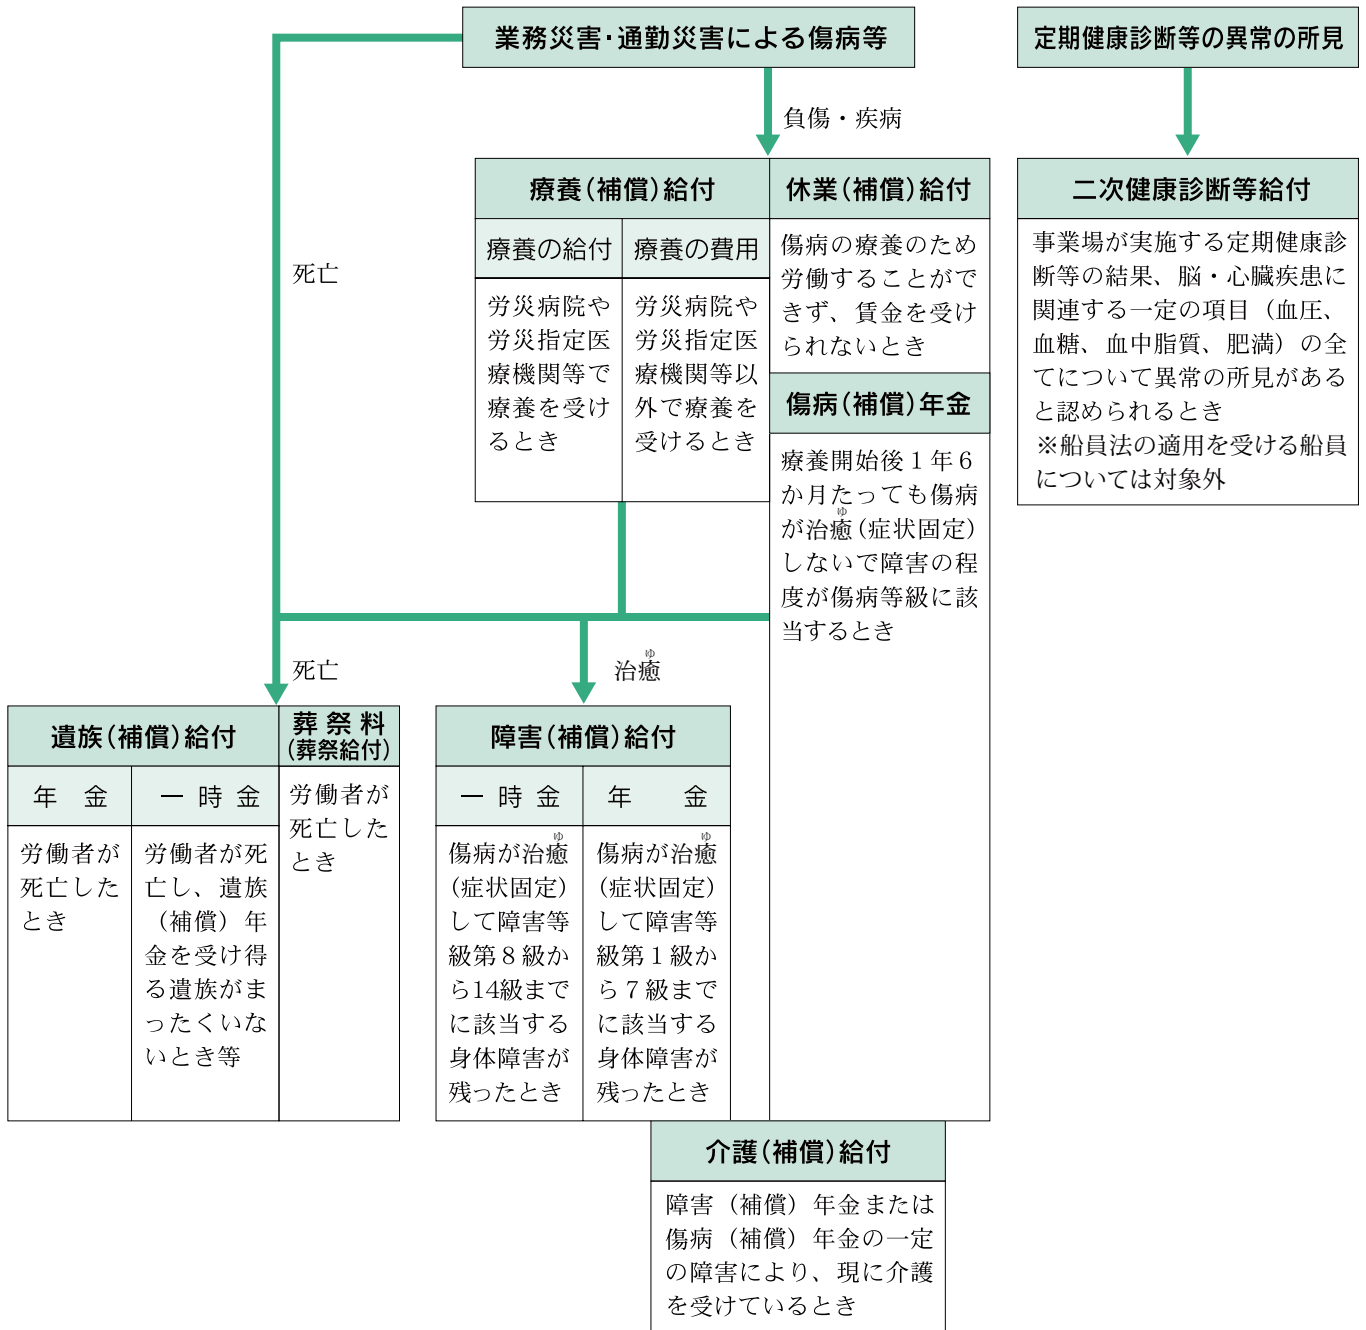 業務災害・通勤災害による傷病等
定期健康診断等の異常の所見
負傷・疾病
死亡
療養(補償)給付
療養の給付
労災病院や
労災指定医
療機関等で
療養を受け
るとき
療養の費用
労災病院や
労災指定医
療機関等以
外で療養を
受けるとき
休業(補償)給付
傷病の療養のため
労働することがで
きず、賃金を受け
られないとき
傷病(補償)年金
療養開始後1年6
か月たっても傷病
ゆ
が治癒(症状固定)
しないで障害の程
度が傷病等級に該
当するとき
二次健康診断等給付
事業場が実施する定期健康診
断等の結果、脳・心臓疾患に
関連する一定の項目(血圧、
血糖、血中脂質、肥満)の全
てについて異常の所見がある
と認められるとき
※船員法の適用を受ける船員
については対象外
死亡
ゆ
治癒
遺族(補償)給付
年 金
労働者が
死亡した
とき
一 時 金
労働者が死
亡し、遺族
(補償)年
金を受け得
る遺族がま
ったくいな
いとき等
葬 祭 料
(葬祭給付)
労働者が
死亡した
とき
障害(補償)給付
一 時 金
ゆ
傷病が治癒
(症状固定)
して障害等
級第8級か
ら14級まで
に該当する
身体障害が
残ったとき
年 金
ゆ
傷病が治癒
(症状固定)
して障害等
級第1級か
ら7級まで
に該当する
身体障害が
残ったとき
介護(補償)給付
障害(補償)年金または
傷病(補償)年金の一定
の障害により、現に介護
を受けているとき